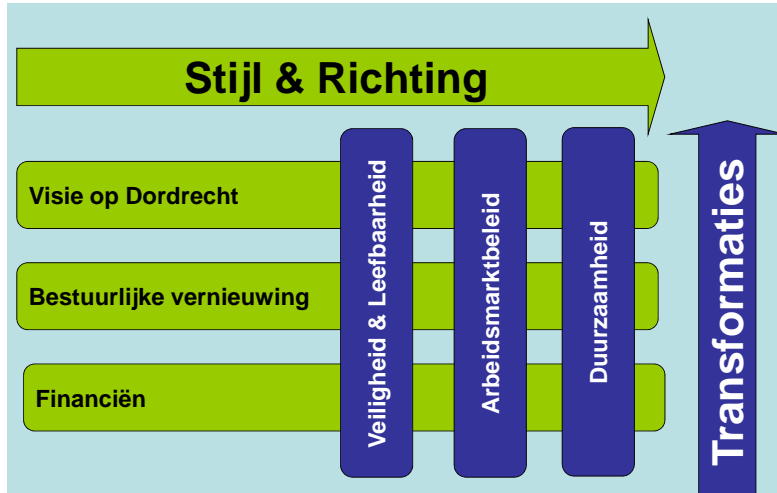 Stijl & Richting
Visie op Dordrecht
Bestuurlijke vernieuwing
Financiën
Veiligheid & Leefbaarheid
Arbeidsmarktbeleid
Duurzaamheid
Transformaties